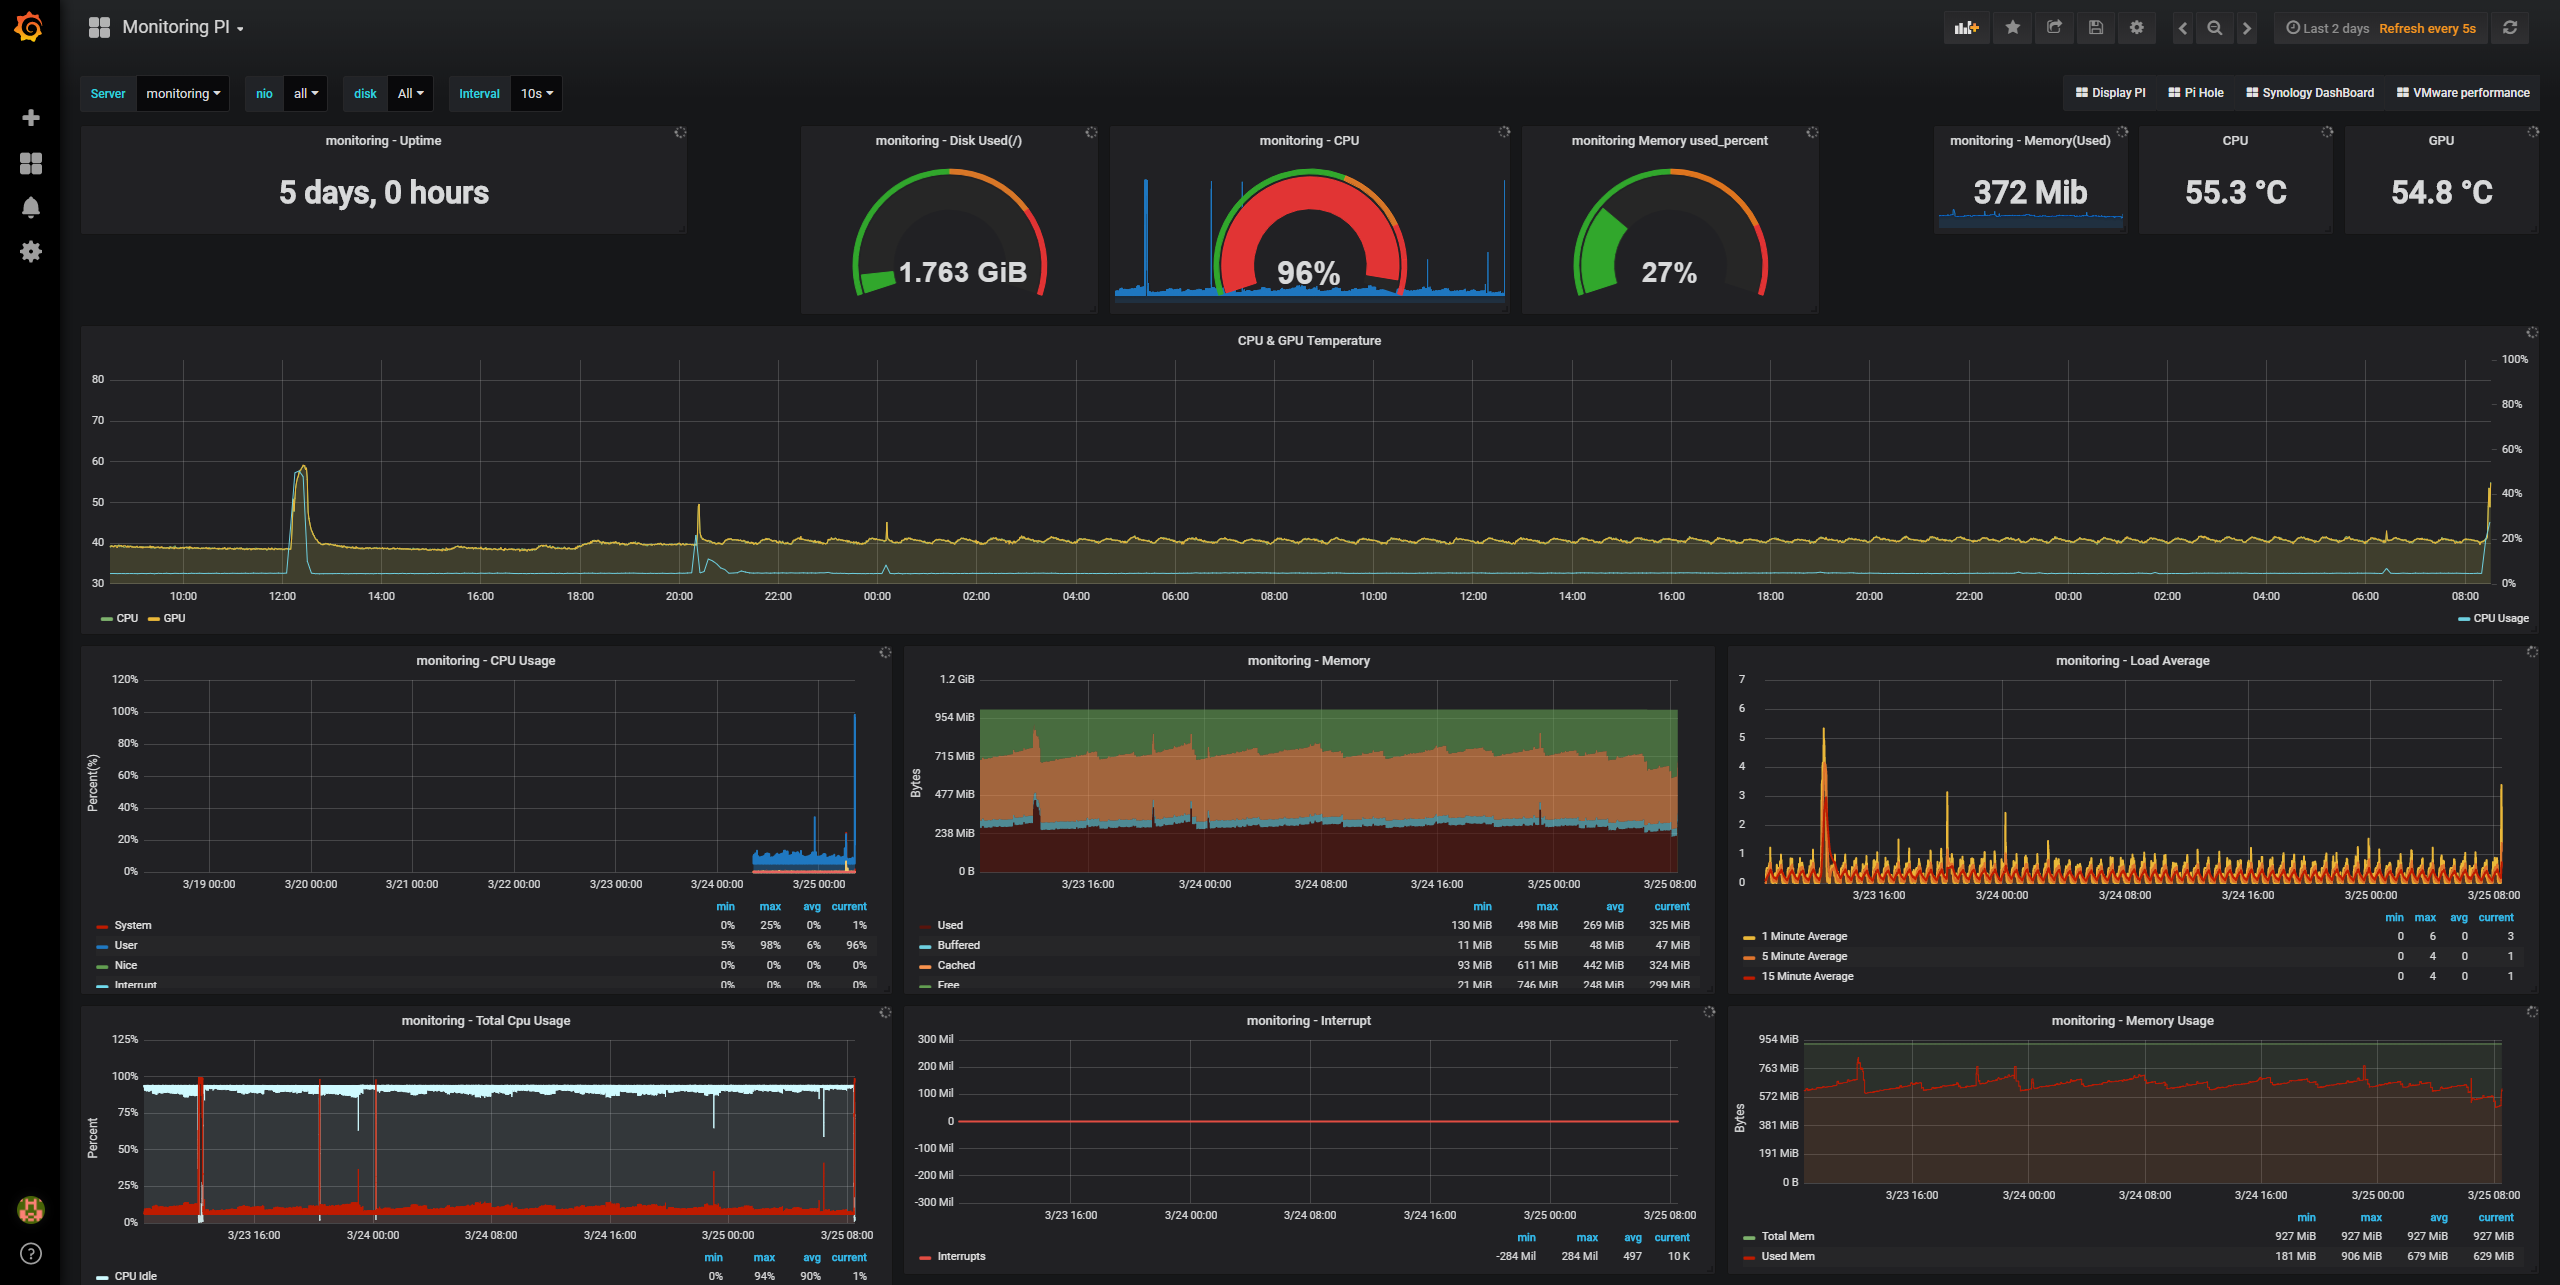 Monitoring PI
Last 2 days Refresh every 5s
Server monitoring nio all disk All Interval 10s
Display PI Pi Hole Synology DashBoard VMware performance
monitoring - Uptime
5 days, 0 hours
monitoring - Disk Used(/)
1.763 GiB
monitoring - CPU
96%
monitoring Memory used_percent
27%
monitoring - Memory(Used)
372 Mib
CPU
55.3 °C
GPU
54.8 °C
CPU & GPU Temperature
80
70
60
50
40
30
100%
80%
60%
40%
20%
0%
10:00 12:00 14:00 16:00 18:00 20:00 22:00 00:00 02:00 04:00 06:00 08:00 10:00 12:00 14:00 16:00 18:00 20:00 22:00 00:00 02:00 04:00 06:00 08:00
CPU GPU
CPU Usage
monitoring - CPU Usage
Percent(%)
120%
100%
80%
60%
40%
20%
0%
3/19 00:00 3/20 00:00 3/21 00:00 3/22 00:00 3/23 00:00 3/24 00:00 3/25 00:00
min max avg current
System 0% 25% 0% 1%
User 5% 98% 6% 96%
Nice 0% 0% 0% 0%
Interrupt 0% 0% 0% 0%
monitoring - Memory
Bytes
1.2 GiB
954 MiB
715 MiB
477 MiB
238 MiB
0 B
3/23 16:00 3/24 00:00 3/24 08:00 3/24 16:00 3/25 00:00 3/25 08:00
min max avg current
Used 130 MiB 498 MiB 269 MiB 325 MiB
Buffered 11 MiB 55 MiB 48 MiB 47 MiB
Cached 93 MiB 611 MiB 442 MiB 324 MiB
Free 21 MiB 746 MiB 248 MiB 299 MiB
monitoring - Load Average
7
6
5
4
3
2
1
0
3/23 16:00 3/24 00:00 3/24 08:00 3/24 16:00 3/25 00:00 3/25 08:00
min max avg current
1 Minute Average 0 6 0 3
5 Minute Average 0 4 0 1
15 Minute Average 0 4 0 1
monitoring - Total Cpu Usage
Percent
125%
100%
75%
50%
25%
0%
3/23 16:00 3/24 00:00 3/24 08:00 3/24 16:00 3/25 00:00 3/25 08:00
min max avg current
CPU Idle 0% 94% 90% 1%
monitoring - Interrupt
300 Mil
200 Mil
100 Mil
0
-100 Mil
-200 Mil
-300 Mil
3/23 16:00 3/24 00:00 3/24 08:00 3/24 16:00 3/25 00:00 3/25 08:00
min max avg current
Interrupts -284 Mil 284 Mil 497 10 K
monitoring - Memory Usage
Bytes
954 MiB
763 MiB
572 MiB
381 MiB
191 MiB
0 B
3/23 16:00 3/24 00:00 3/24 08:00 3/24 16:00 3/25 00:00 3/25 08:00
min max avg current
Total Mem 927 MiB 927 MiB 927 MiB 927 MiB
Used Mem 181 MiB 906 MiB 679 MiB 629 MiB